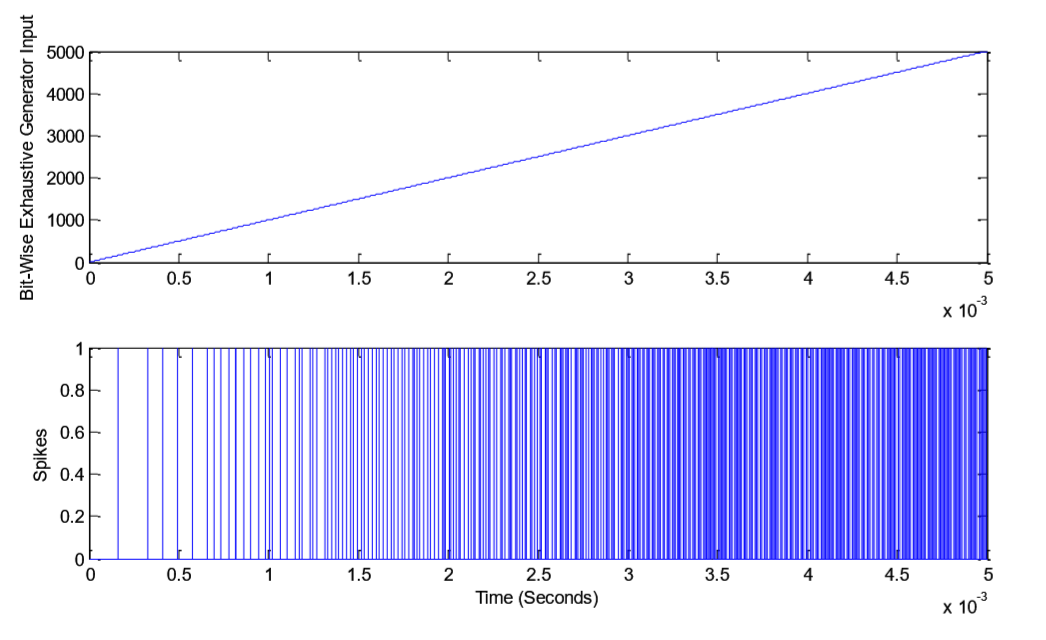 Bit-Wise Exhaustive Generator Input
5000
4000
3000
2000
1000
0
0 0.5 1 1.5 2 2.5 3 3.5 4 4.5 5
x 10-3
Spikes
1
0.8
0.6
0.4
0.2
0
0 0.5 1 1.5 2 2.5 3 3.5 4 4.5 5
Time (Seconds)
x 10-3